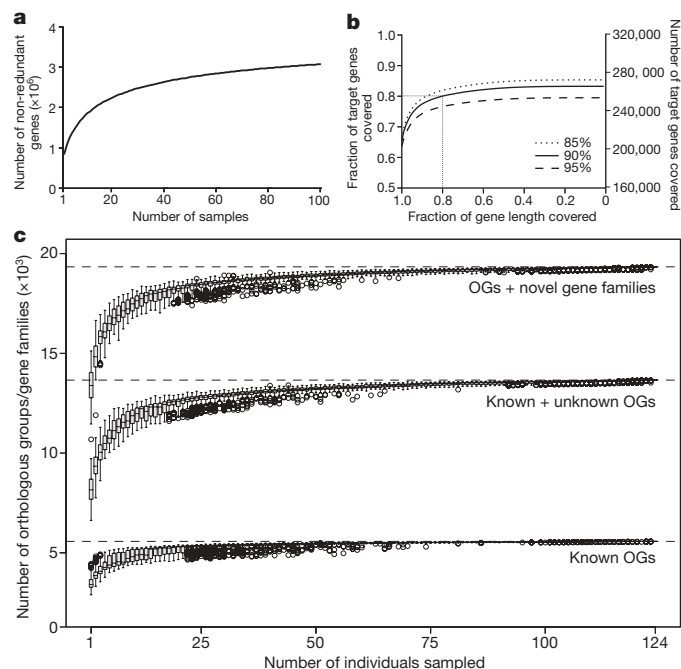 a
Number of non-redundant
genes (×10⁶)
4
3
2
1
0
1
20
40
60
80
100
Number of samples
b
Fraction of target genes
covered
1.0
0.9
0.8
0.7
0.6
0.5
1.0
0.8
0.6
0.4
0.2
0
Fraction of gene length covered
85%
90%
95%
320,000
280,000
240,000
200,000
160,000
Number of target genes covered
c
Number of orthologous groups/gene families (×10³)
20
15
10
5
0
OGs + novel gene families
Known + unknown OGs
Known OGs
1
25
50
75
100
124
Number of individuals sampled